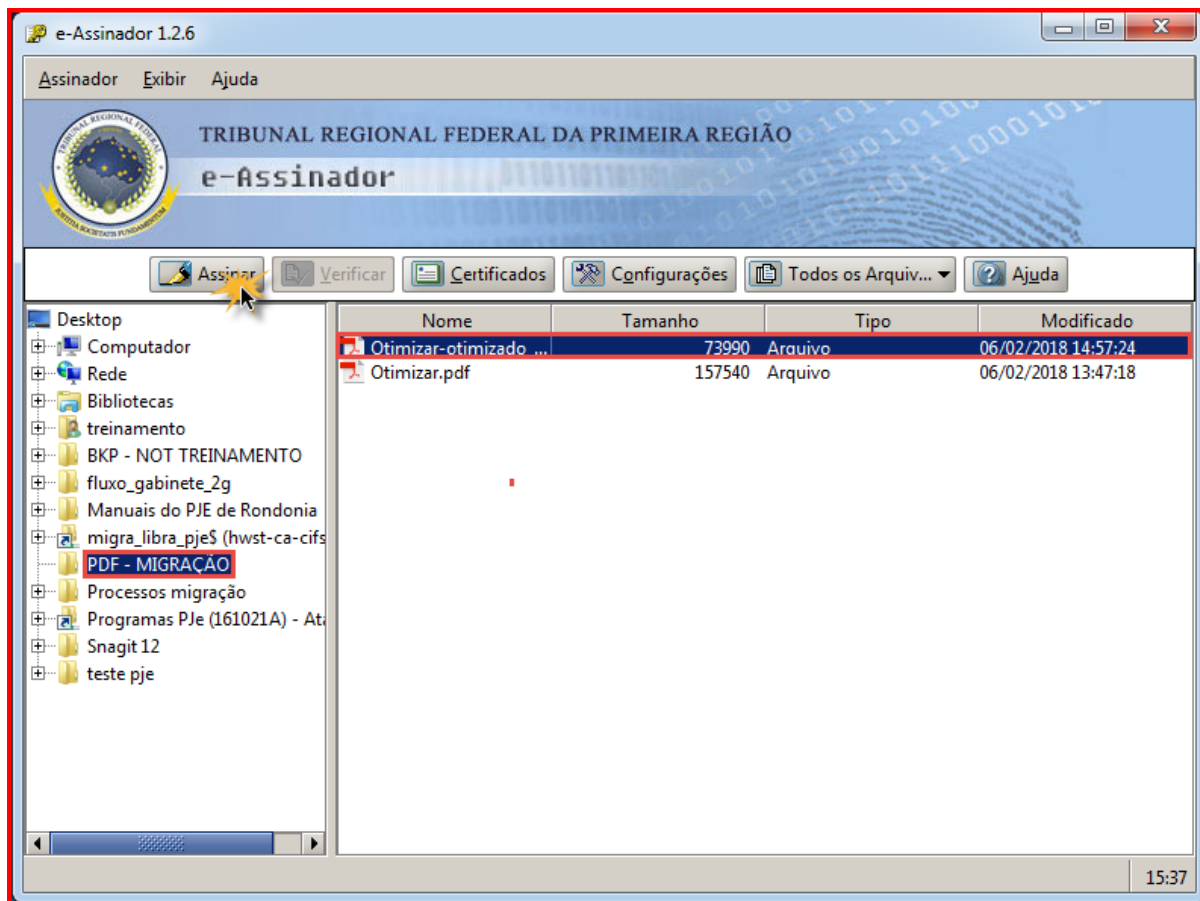 e-Assinador 1.2.6
Assinador Exibir Ajuda
TRIBUNAL REGIONAL FEDERAL DA PRIMEIRA REGIÃO
e-Assinador
Assinar Verificar Certificados Configurações Todos os Arquiv... Ajuda
Desktop
Computador
Rede
Bibliotecas
treinamento
BKP - NOT TREINAMENTO
fluxo_gabinete_2g
Manuais do PJE de Rondonia
migra_libra_pje$ (hwst-ca-cifs
PDF - MIGRAÇÃO
Processos migração
Programas PJe (161021A) - Ata
Snagit 12
teste pje
Nome Tamanho Tipo Modificado
Otimizar-otimizado ... 73990 Arquivo 06/02/2018 14:57:24
Otimizar.pdf 157540 Arquivo 06/02/2018 13:47:18
15:37